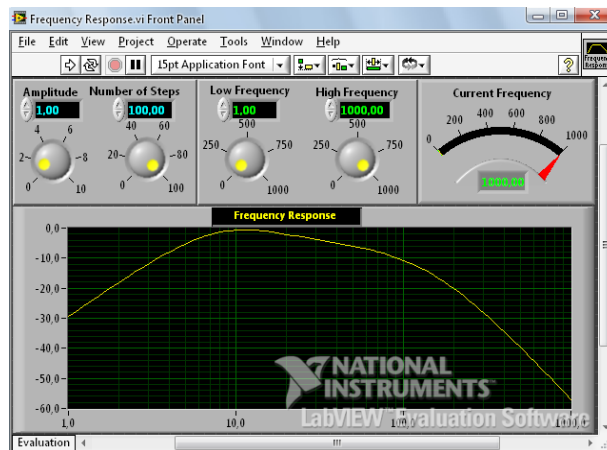 Frequency Response.vi Front Panel
File Edit View Project Operate Tools Window Help
15pt Application Font
Frequency
Respons
Amplitude
1,00
0 2 4 6 8 10
Number of Steps
100,00
0 20 40 60 80 100
Low Frequency
1,00
0 250 500 750 1000
High Frequency
1000,00
0 250 500 750 1000
Current Frequency
0 200 400 600 800 1000
1000,00
Frequency Response
0,0
-10,0
-20,0
-30,0
-40,0
-50,0
-60,0
1,0 10,0 100,0 1000,0
NATIONAL
INSTRUMENTS™
LabVIEW™ Evaluation Software
Evaluation